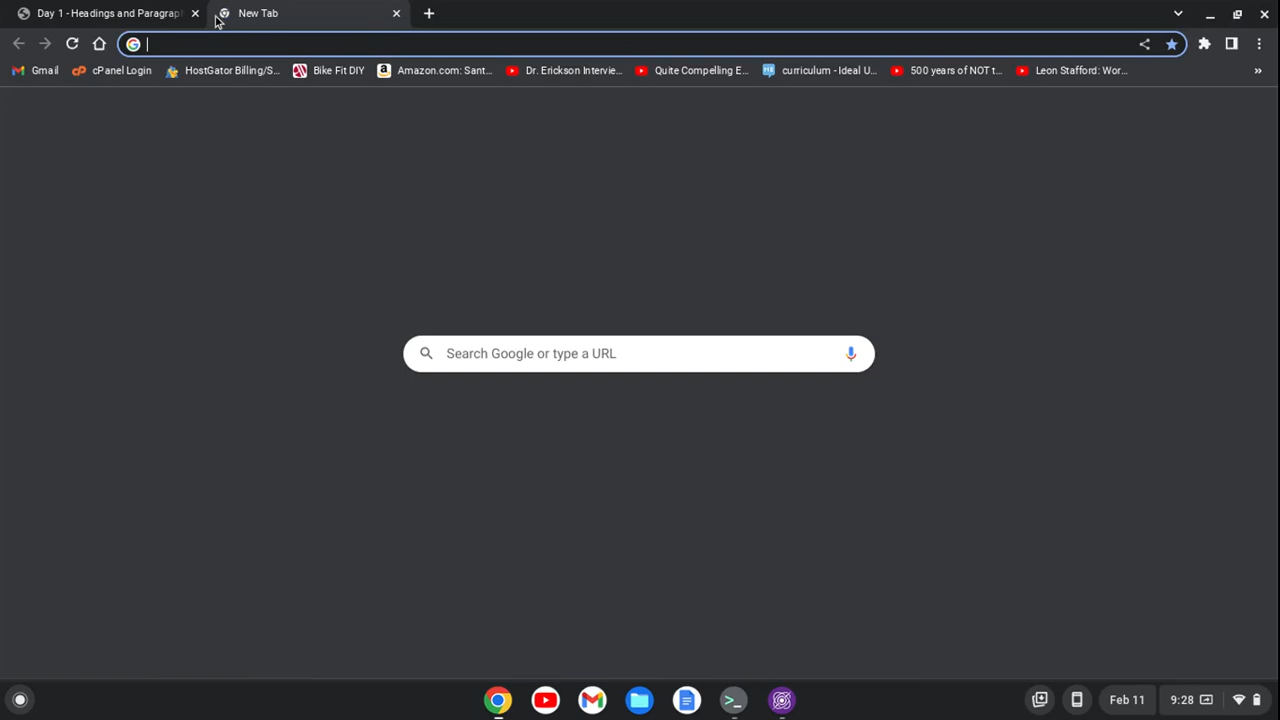 Day 1 - Headings and Paragrap
New Tab
Gmail
cPanel Login
HostGator Billing/S...
Bike Fit DIY
Amazon.com: Sant...
Dr. Erickson Intervie...
Quite Compelling E...
curriculum - Ideal U...
500 years of NOT t...
Leon Stafford: Wor...
»
Search Google or type a URL
Feb 11
9:28